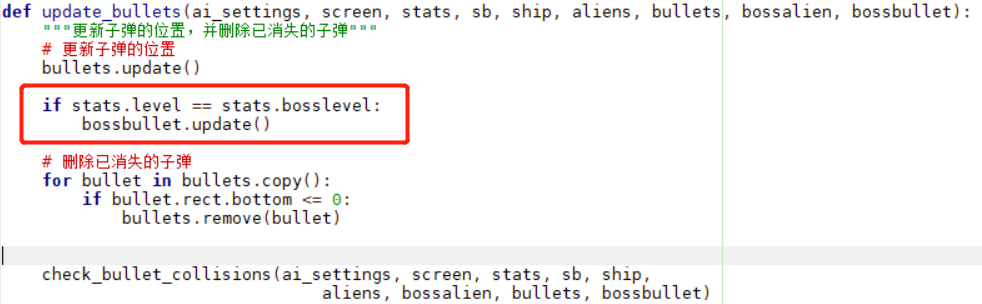 def update_bullets(ai_settings, screen, stats, sb, ship, aliens, bullets, bossalien, bossbullet):
    """更新子弹的位置，并删除已消失的子弹"""
    # 更新子弹的位置
    bullets.update()
    if stats.level == stats.bosslevel:
        bossbullet.update()
    # 删除已消失的子弹
    for bullet in bullets.copy():
        if bullet.rect.bottom <= 0:
            bullets.remove(bullet)
    check_bullet_collisions(ai_settings, screen, stats, sb, ship,
                            aliens, bossalien, bullets, bossbullet)